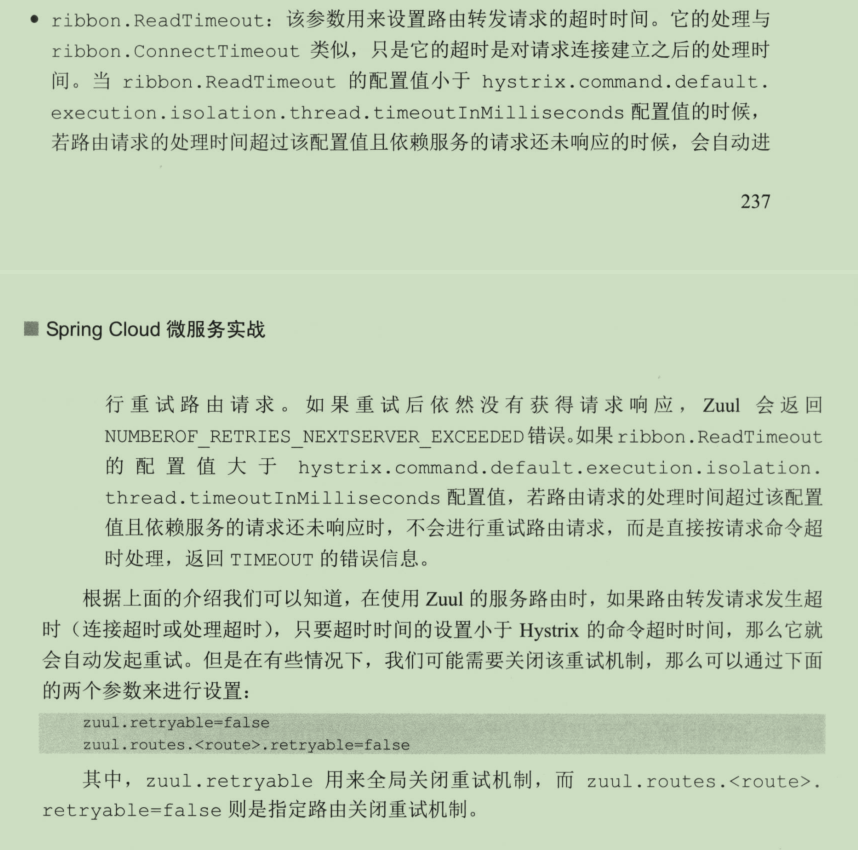 ● ribbon.ReadTimeout：该参数用来设置路由转发请求的超时时间。它的处理与
ribbon.ConnectTimeout 类似，只是它的超时是对请求连接建立之后的处理时
间。当 ribbon.ReadTimeout 的配置值小于 hystrix.command.default.
execution.isolation.thread.timeoutInMilliseconds 配置值的时候，
若路由请求的处理时间超过该配置值且依赖服务的请求还未响应的时候，会自动进
237
■ Spring Cloud 微服务实战
行重试路由请求。如果重试后依然没有获得请求响应，Zuul 会返回
NUMBEROF_RETRIES_NEXTSERVER_EXCEEDED 错误。如果 ribbon.ReadTimeout
的配置值大于 hystrix.command.default.execution.isolation.
thread.timeoutInMilliseconds 配置值，若路由请求的处理时间超过该配置
值且依赖服务的请求还未响应时，不会进行重试路由请求，而是直接按请求命令超
时处理，返回 TIMEOUT 的错误信息。
根据上面的介绍我们可以知道，在使用 Zuul 的服务路由时，如果路由转发请求发生超
时（连接超时或处理超时），只要超时时间的设置小于 Hystrix 的命令超时时间，那么它就
会自动发起重试。但是在有些情况下，我们可能需要关闭该重试机制，那么可以通过下面
的两个参数来进行设置：
zuul.retryable=false
zuul.routes.<route>.retryable=false
其中，zuul.retryable 用来全局关闭重试机制，而 zuul.routes.<route>.
retryable=false 则是指定路由关闭重试机制。